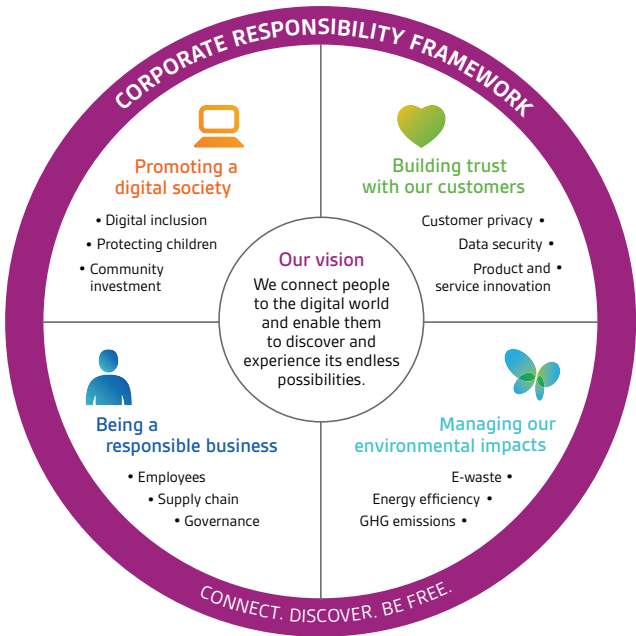 CORPORATE RESPONSIBILITY FRAMEWORK
Promoting a
digital society
• Digital inclusion
• Protecting children
• Community
investment
Building trust
with our customers
Customer privacy •
Data security •
Product and •
service innovation
Our vision
We connect people
to the digital world
and enable them
to discover and
experience its endless
possibilities.
Being a
responsible business
• Employees
• Supply chain
• Governance
Managing our
environmental impacts
E-waste •
Energy efficiency •
GHG emissions •
CONNECT. DISCOVER. BE FREE.